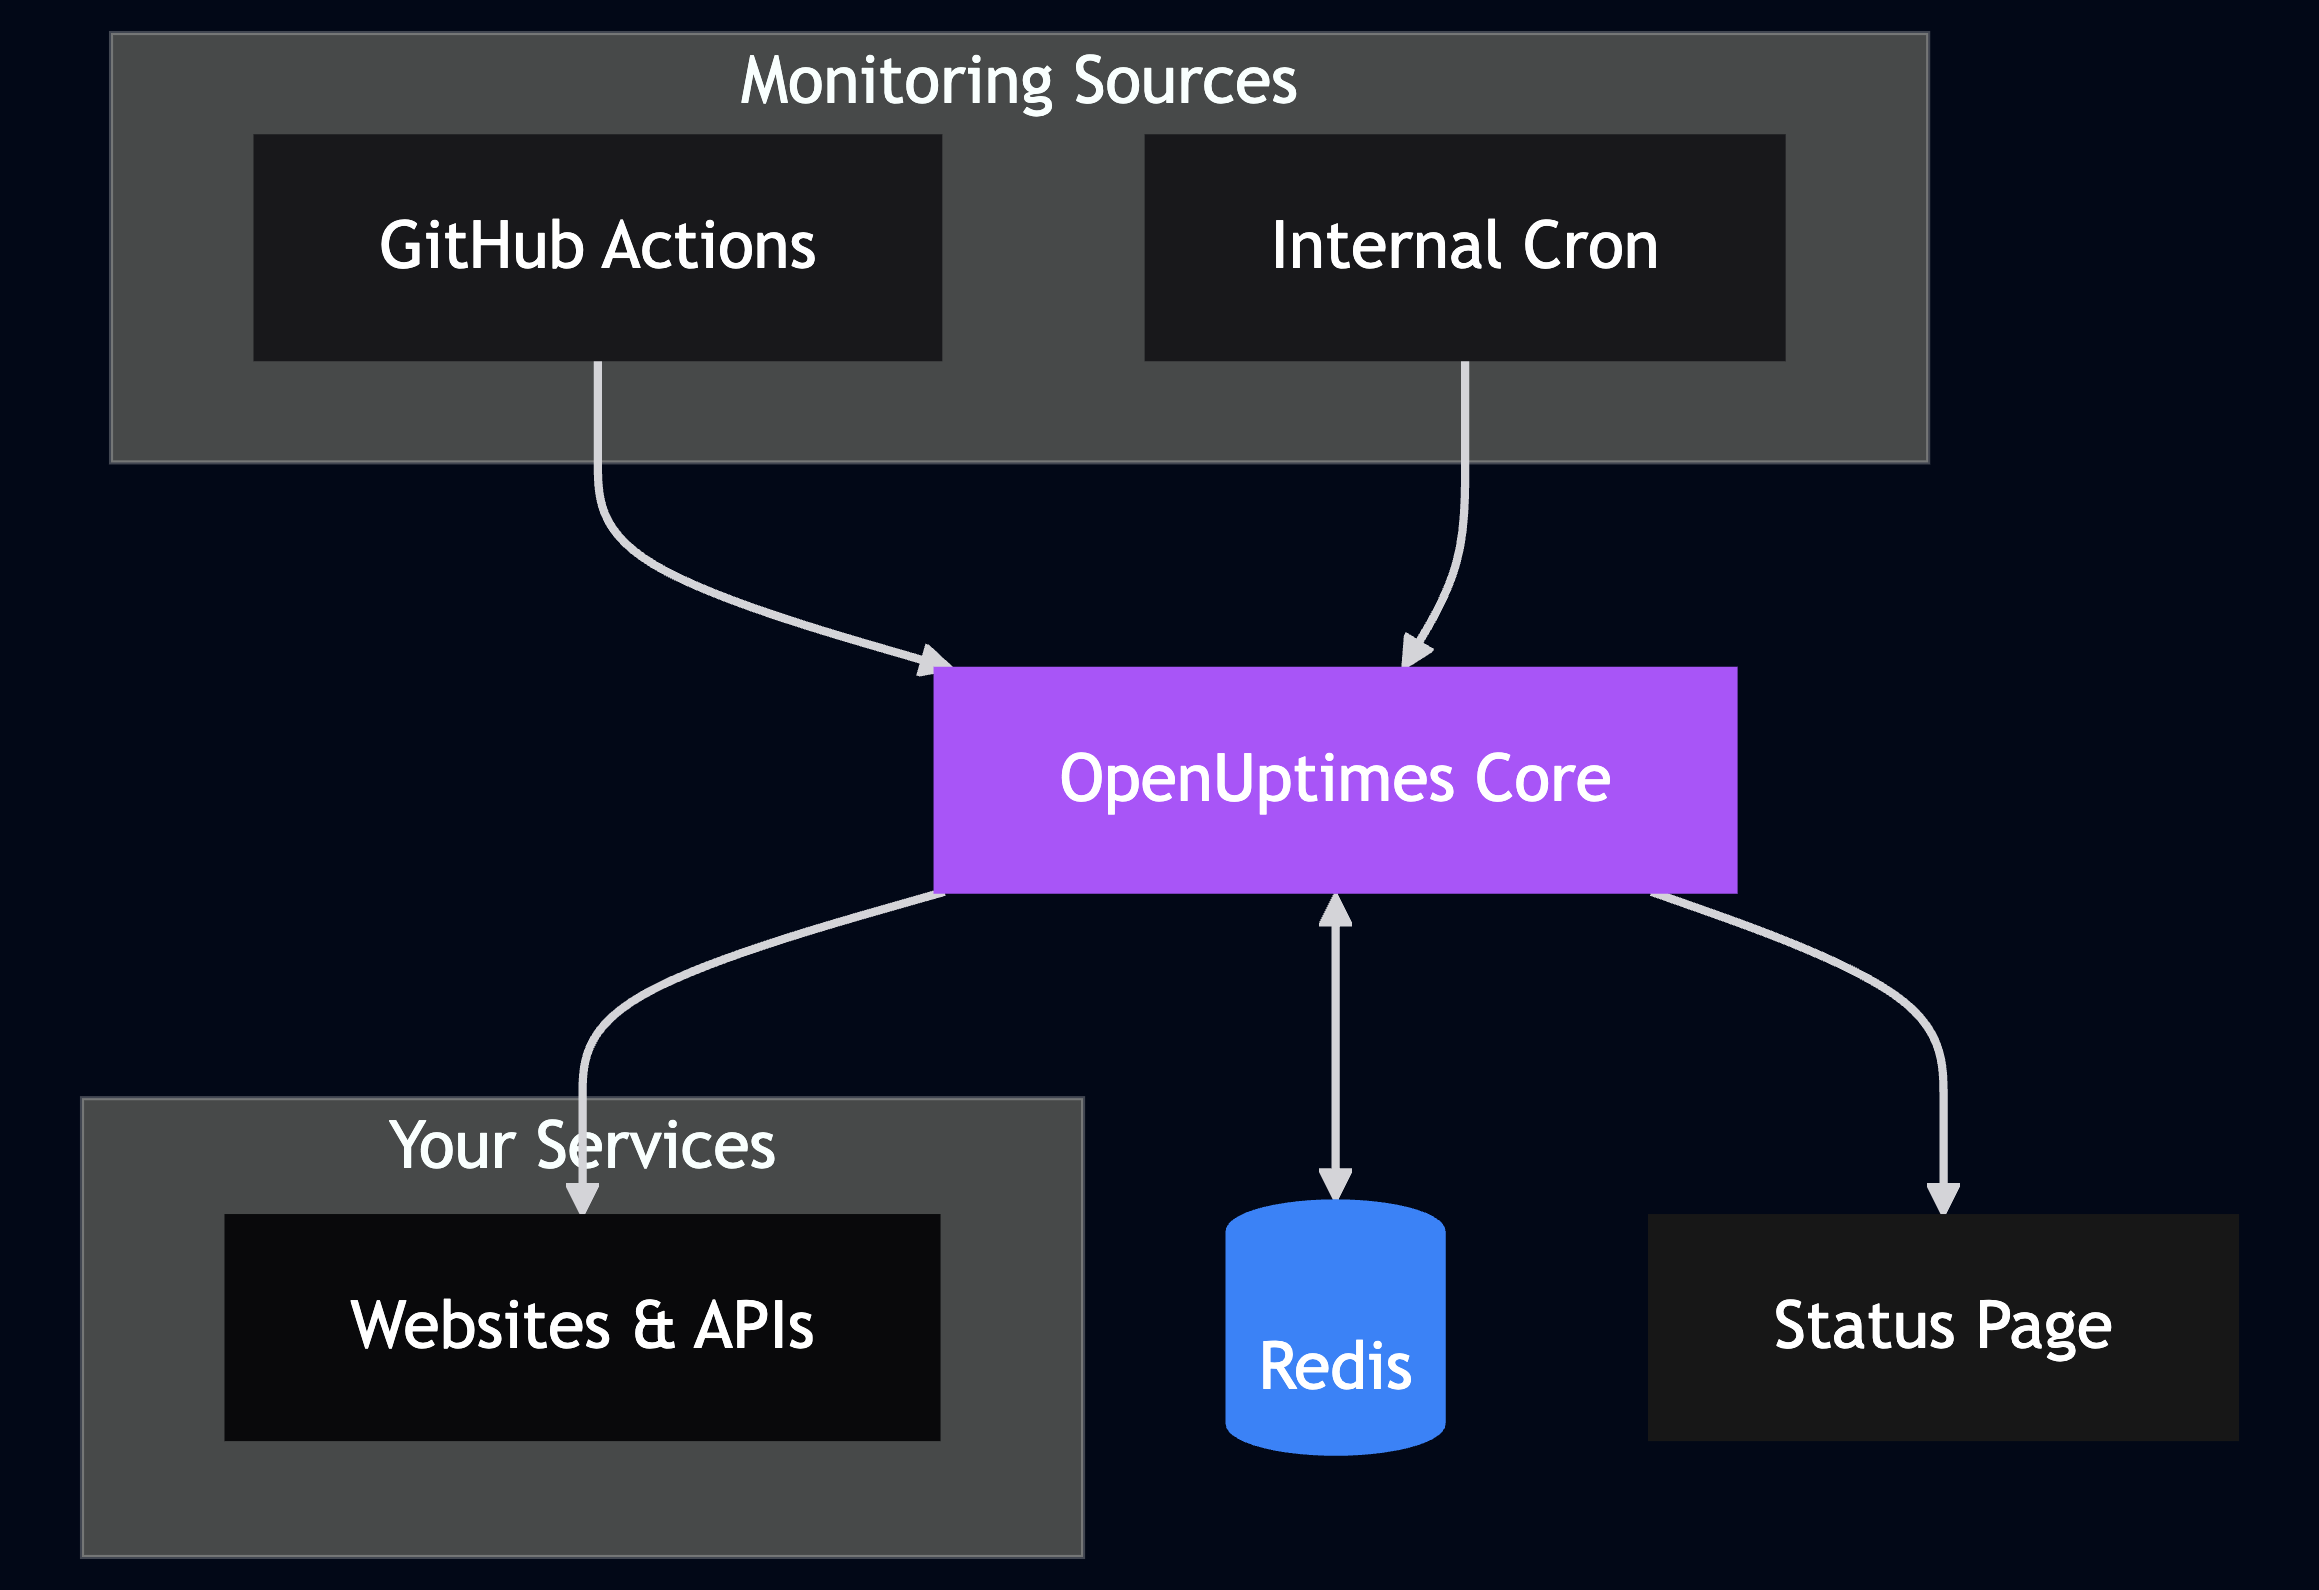 Monitoring Sources
GitHub Actions
Internal Cron
OpenUptimes Core
Your Services
Websites & APIs
Redis
Status Page